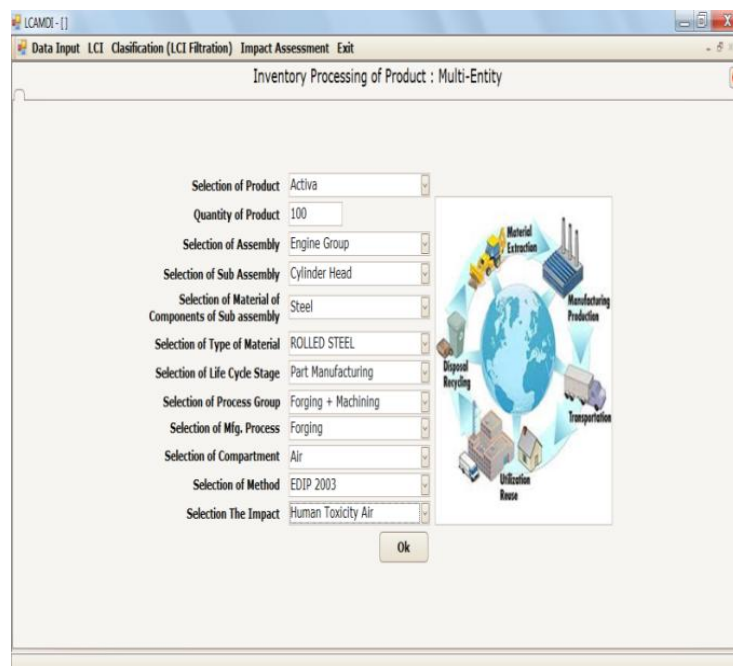 LCAMDI - [ ]
Data Input LCI Clasification (LCI Filtration) Impact Assessment Exit
Inventory Processing of Product : Multi-Entity
Selection of Product Activa
Quantity of Product 100
Selection of Assembly Engine Group
Selection of Sub Assembly Cylinder Head
Selection of Material of
Components of Sub assembly Steel
Selection of Type of Material ROLLED STEEL
Selection of Life Cycle Stage Part Manufacturing
Selection of Process Group Forging + Machining
Selection of Mfg. Process Forging
Selection of Compartment Air
Selection of Method EDIP 2003
Selection The Impact Human Toxicity Air
Ok
Material
Extraction
Manufacturing
Production
Transportation
Utilization
Reuse
Disposal
Recycling